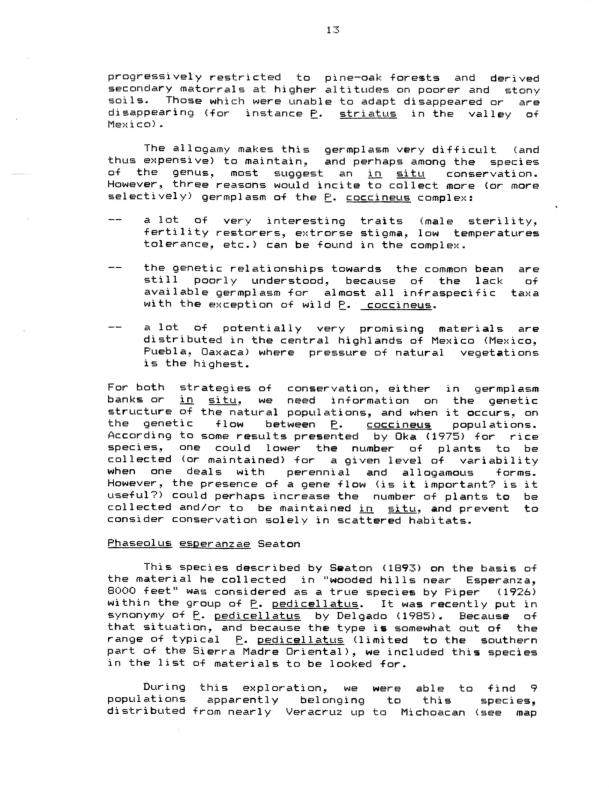 13
progressively restricted to pine-oak forests and derived
secondary matorrals at higher altitudes on poorer and stony
soils. Those which were unable to adapt disappeared or are
disappearing (for instance P. striatus in the valley of
Mexico).
The allogamy makes this germplasm very difficult (and
thus expensive) to maintain, and perhaps among the species
of the genus, most suggest an in situ conservation.
However, three reasons would incite to collect more (or more
selectively) germplasm of the P. coccineus complex:
-- a lot of very interesting traits (male sterility,
fertility restorers, extrorse stigma, low temperatures
tolerance, etc.) can be found in the complex.
-- the genetic relationships towards the common bean are
still poorly understood, because of the lack of
available germplasm for almost all infraspecific taxa
with the exception of wild P. coccineus.
-- a lot of potentially very promising materials are
distributed in the central highlands of Mexico (Mexico,
Puebla, Oaxaca) where pressure of natural vegetations
is the highest.
For both strategies of conservation, either in germplasm
banks or in situ, we need information on the genetic
structure of the natural populations, and when it occurs, on
the genetic flow between P. coccineus populations.
According to some results presented by Oka (1975) for rice
species, one could lower the number of plants to be
collected (or maintained) for a given level of variability
when one deals with perennial and allogamous forms.
However, the presence of a gene flow (is it important? is it
useful?) could perhaps increase the number of plants to be
collected and/or to be maintained in situ, and prevent to
consider conservation solely in scattered habitats.
Phaseolus esperanzae Seaton
This species described by Seaton (1893) on the basis of
the material he collected in "wooded hills near Esperanza,
8000 feet" was considered as a true species by Piper (1926)
within the group of P. pedicellatus. It was recently put in
synonymy of P. pedicellatus by Delgado (1985). Because of
that situation, and because the type is somewhat out of the
range of typical P. pedicellatus (limited to the southern
part of the Sierra Madre Oriental), we included this species
in the list of materials to be looked for.
During this exploration, we were able to find 9
populations apparently belonging to this species,
distributed from nearly Veracruz up to Michoacan (see map